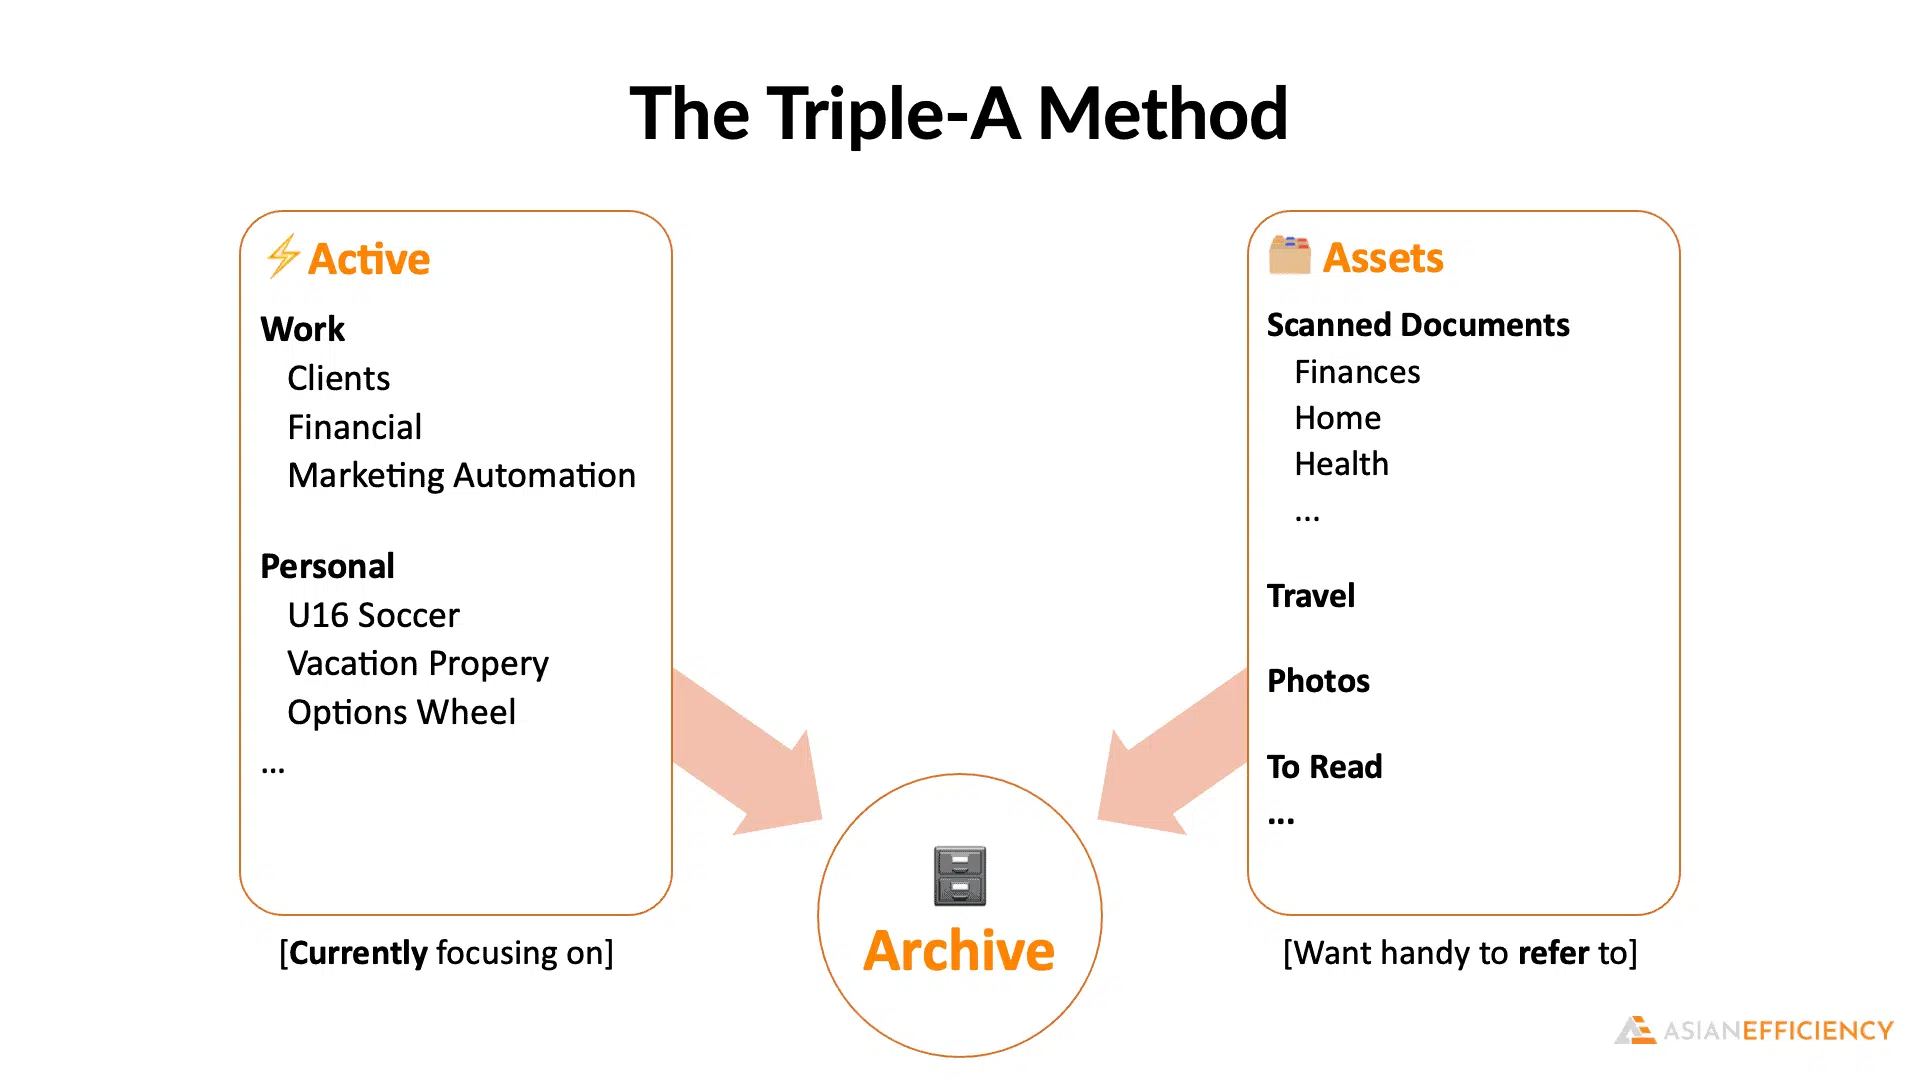 The Triple-A Method
⚡Active
Work
Clients
Financial
Marketing Automation
Personal
U16 Soccer
Vacation Propery
Options Wheel
...
[Currently focusing on]
Archive
Assets
Scanned Documents
Finances
Home
Health
...
Travel
Photos
To Read
...
[Want handy to refer to]
ASIANEFFICIENCY